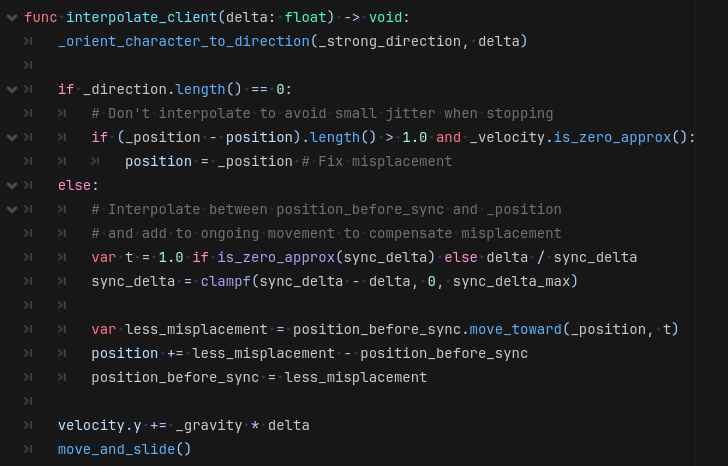 func interpolate_client(delta: float) -> void:
_orient_character_to_direction(_strong_direction, delta)
if _direction.length() == 0:
# Don't interpolate to avoid small jitter when stopping
if (_position - position).length() > 1.0 and _velocity.is_zero_approx():
position = _position # Fix misplacement
else:
# Interpolate between position_before_sync and _position
# and add to ongoing movement to compensate misplacement
var t = 1.0 if is_zero_approx(sync_delta) else delta / sync_delta
sync_delta = clampf(sync_delta - delta, 0, sync_delta_max)
var less_misplacement = position_before_sync.move_toward(_position, t)
position += less_misplacement - position_before_sync
position_before_sync = less_misplacement
velocity.y += _gravity * delta
move_and_slide()